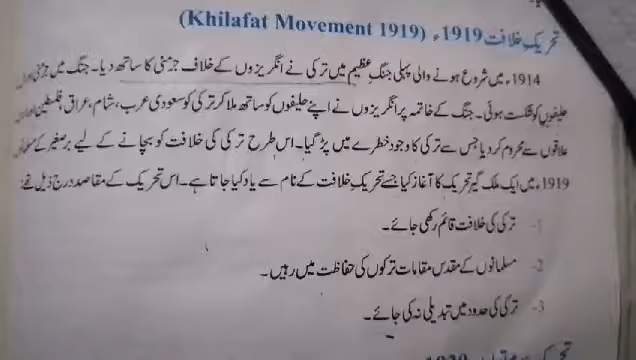 تحریکِ خلافت 1919ء (Khilafat Movement 1919)
1914ء میں شروع ہونے والی پہلی جنگِ عظیم میں ترکی نے انگریزوں کے خلاف جرمنی کا ساتھ دیا۔ جنگ میں جرمنی اور اس
حلیفوں کو شکست ہوئی۔ جنگ کے خاتمہ پر انگریزوں نے اپنے حلیفوں کو ساتھ ملا کر ترکی کو سعودی عرب، شام، عراق، فلسطین اور
علاقوں سے محروم کر دیا جس سے ترکی کا وجود خطرے میں پڑ گیا۔ اس طرح ترکی کی خلافت کو بچانے کے لیے برصغیر کے
1919ء میں ایک ملک گیر تحریک کا آغاز کیا جسے تحریکِ خلافت کے نام سے یاد کیا جاتا ہے۔ اس تحریک کے مقاصد درج ذیل تھے:
1- ترکی کی خلافت قائم رکھی جائے۔
2- مسلمانوں کے مقدس مقامات ترکوں کی حفاظت میں رہیں۔
3- ترکی کی حدود میں تبدیلی نہ کی جائے۔